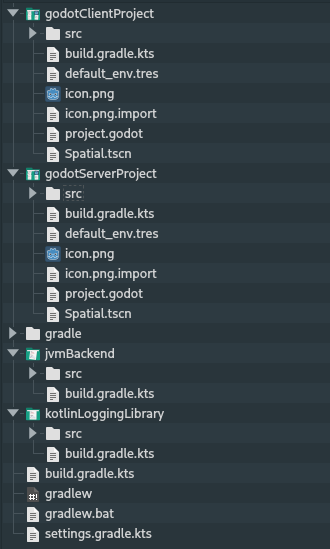 godotClientProject
src
build.gradle.kts
default_env.tres
icon.png
icon.png.import
project.godot
Spatial.tscn
godotServerProject
src
build.gradle.kts
default_env.tres
icon.png
icon.png.import
project.godot
Spatial.tscn
gradle
jvmBackend
src
build.gradle.kts
kotlinLoggingLibrary
src
build.gradle.kts
build.gradle.kts
gradlew
gradlew.bat
settings.gradle.kts